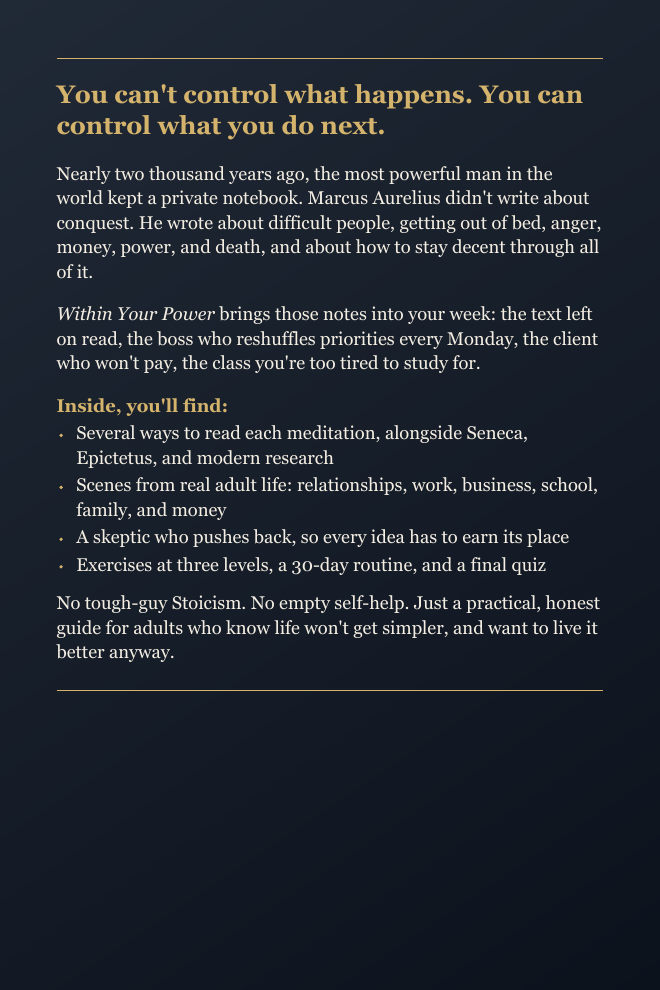 You can't control what happens. You can
control what you do next.
Nearly two thousand years ago, the most powerful man in the
world kept a private notebook. Marcus Aurelius didn't write about
conquest. He wrote about difficult people, getting out of bed, anger,
money, power, and death, and about how to stay decent through all
of it.
Within Your Power brings those notes into your week: the text left
on read, the boss who reshuffles priorities every Monday, the client
who won't pay, the class you're too tired to study for.
Inside, you'll find:
• Several ways to read each meditation, alongside Seneca,
Epictetus, and modern research
• Scenes from real adult life: relationships, work, business, school,
family, and money
• A skeptic who pushes back, so every idea has to earn its place
• Exercises at three levels, a 30-day routine, and a final quiz
No tough-guy Stoicism. No empty self-help. Just a practical, honest
guide for adults who know life won't get simpler, and want to live it
better anyway.